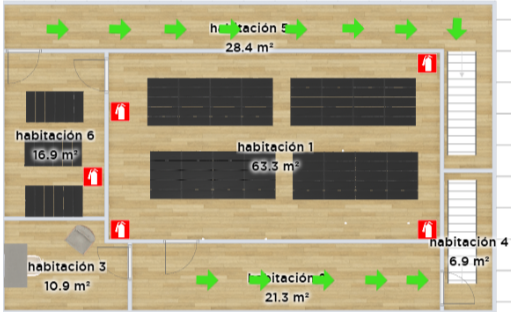 habitación 5
28.4 m²
habitación 6
16.9 m²
habitación 1
63.3 m²
habitación 4
6.9 m²
habitación 3
10.9 m²
habitación
21.3 m²